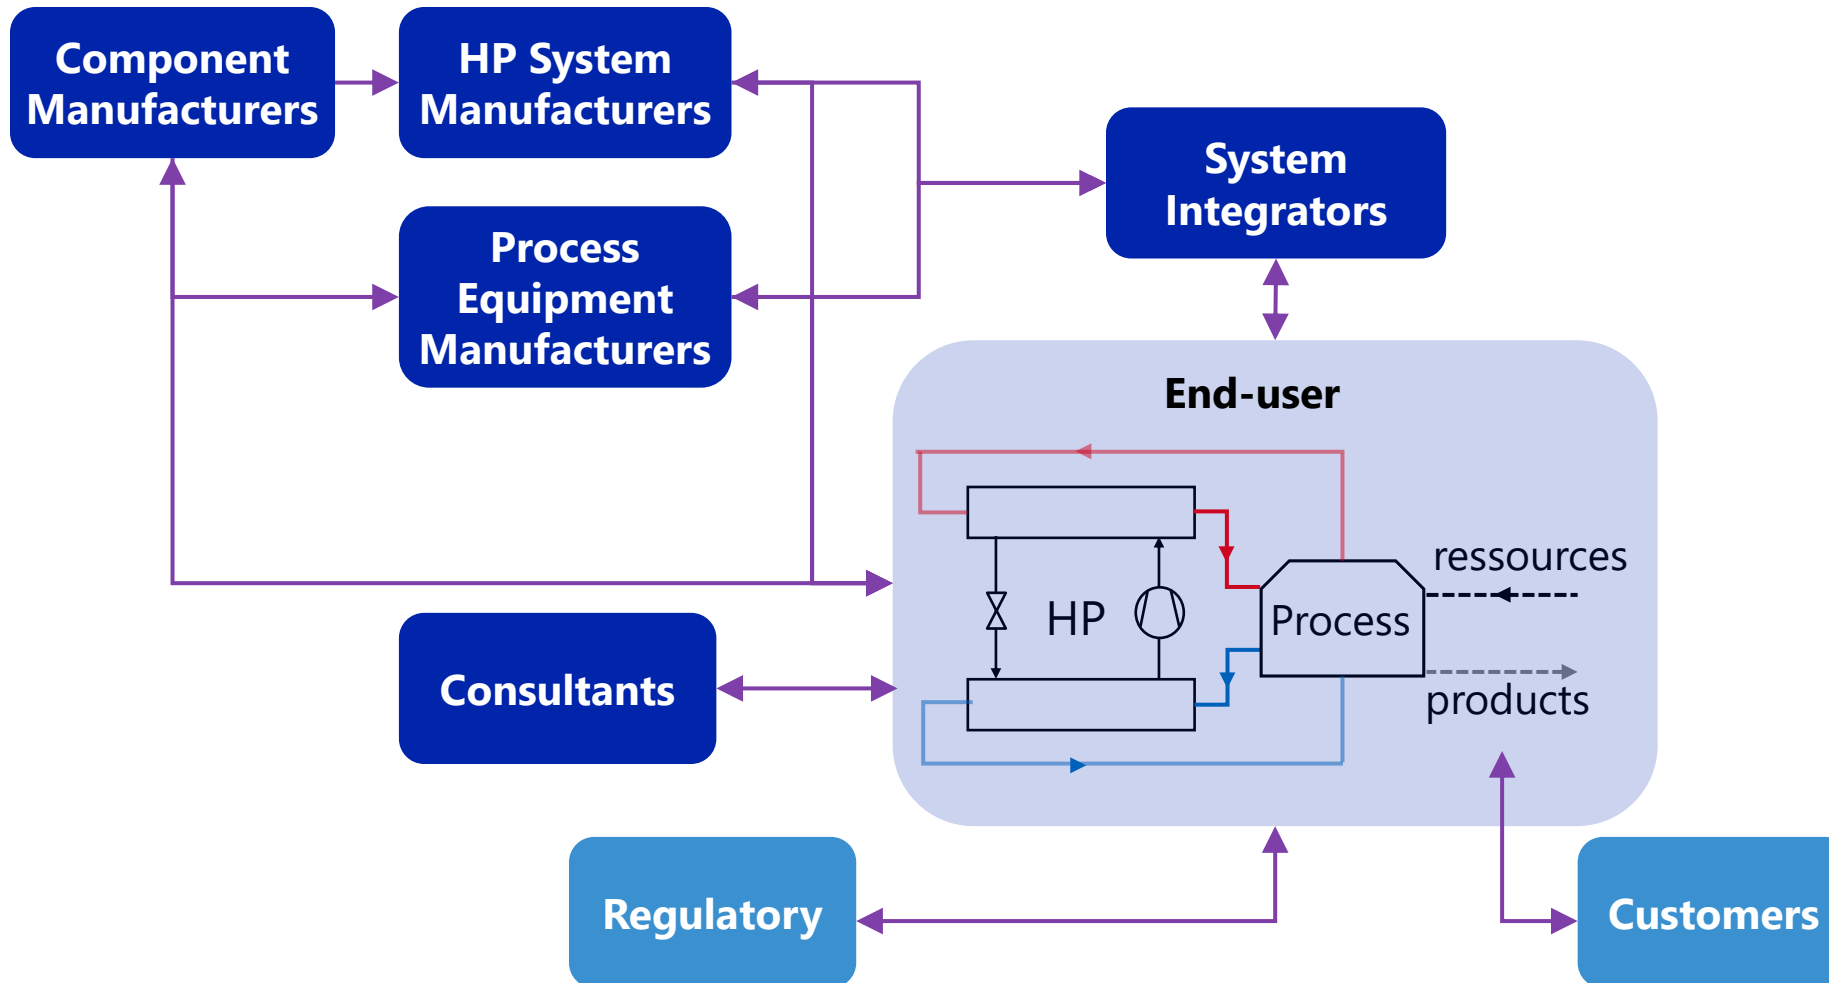 Component
Manufacturers
HP System
Manufacturers
System
Integrators
Process
Equipment
Manufacturers
End-user
ressources
HP
Process
products
Consultants
Regulatory
Customers